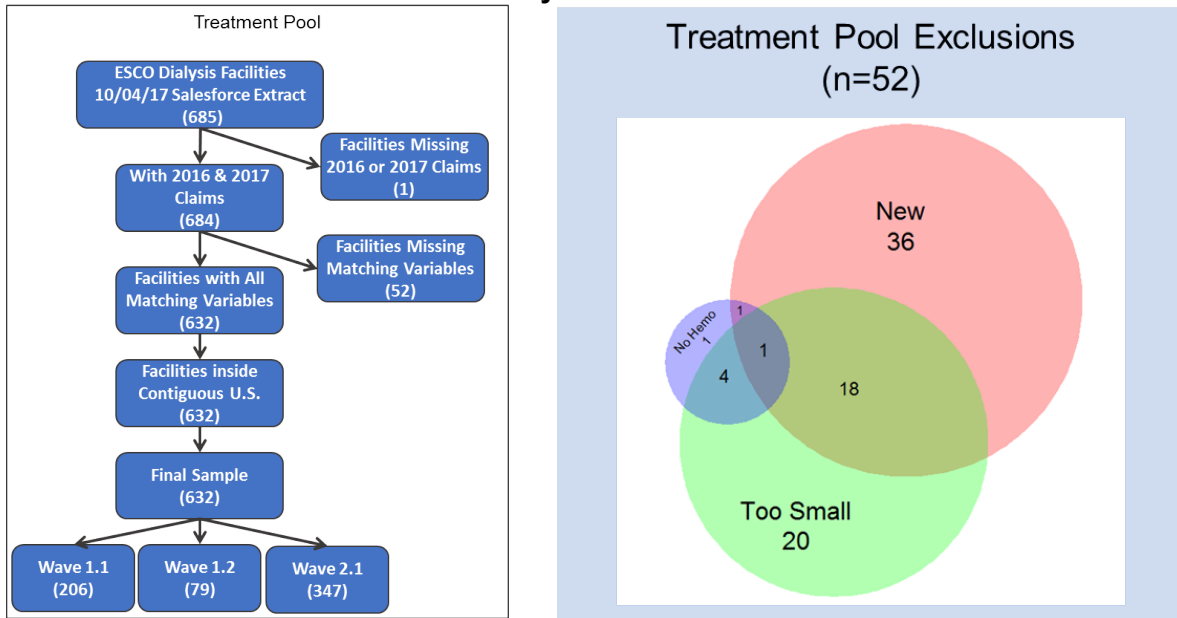 Treatment Pool
ESCO Dialysis Facilities
10/04/17 Salesforce Extract
(685)
Facilities Missing
2016 or 2017 Claims
(1)
With 2016 & 2017
Claims
(684)
Facilities Missing
Matching Variables
(52)
Facilities with All
Matching Variables
(632)
Facilities inside
Contiguous U.S.
(632)
Final Sample
(632)
Wave 1.1
(206)
Wave 1.2
(79)
Wave 2.1
(347)
Treatment Pool Exclusions
(n=52)
New
36
No Hemo
1
1
1
4
18
Too Small
20